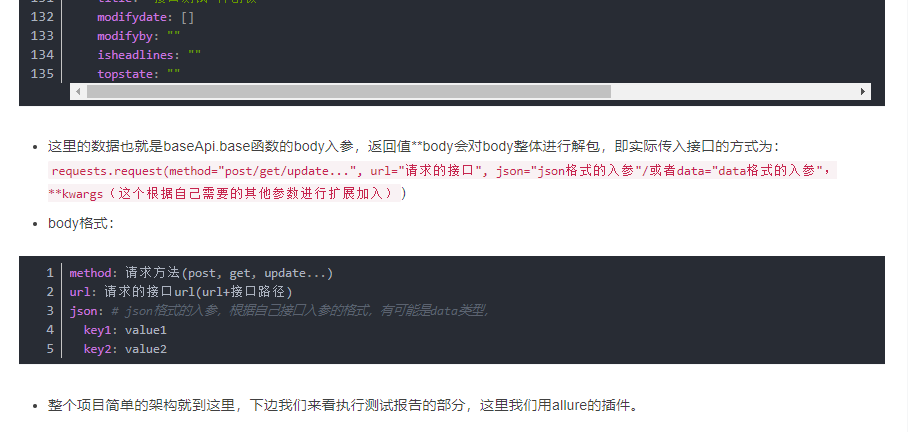 132 modifydate: []
133 modifyby: ""
134 isheadlines: ""
135 topstate: ""
• 这里的数据也就是baseApi.base函数的body入参，返回值**body会对body整体进行解包，即实际传入接口的方式为：
requests.request(method="post/get/update...", url="请求的接口", json="json格式的入参"/或者data="data格式的入参",
**kwargs（这个根据自己需要的其他参数进行扩展加入）)
• body格式：
1 method: 请求方法(post, get, update...)
2 url: 请求的接口url(url+接口路径)
3 json: # json格式的入参，根据自己接口入参的格式，有可能是data类型，
4 key1: value1
5 key2: value2
• 整个项目简单的架构就到这里，下边我们来看执行测试报告的部分，这里我们用allure的插件。